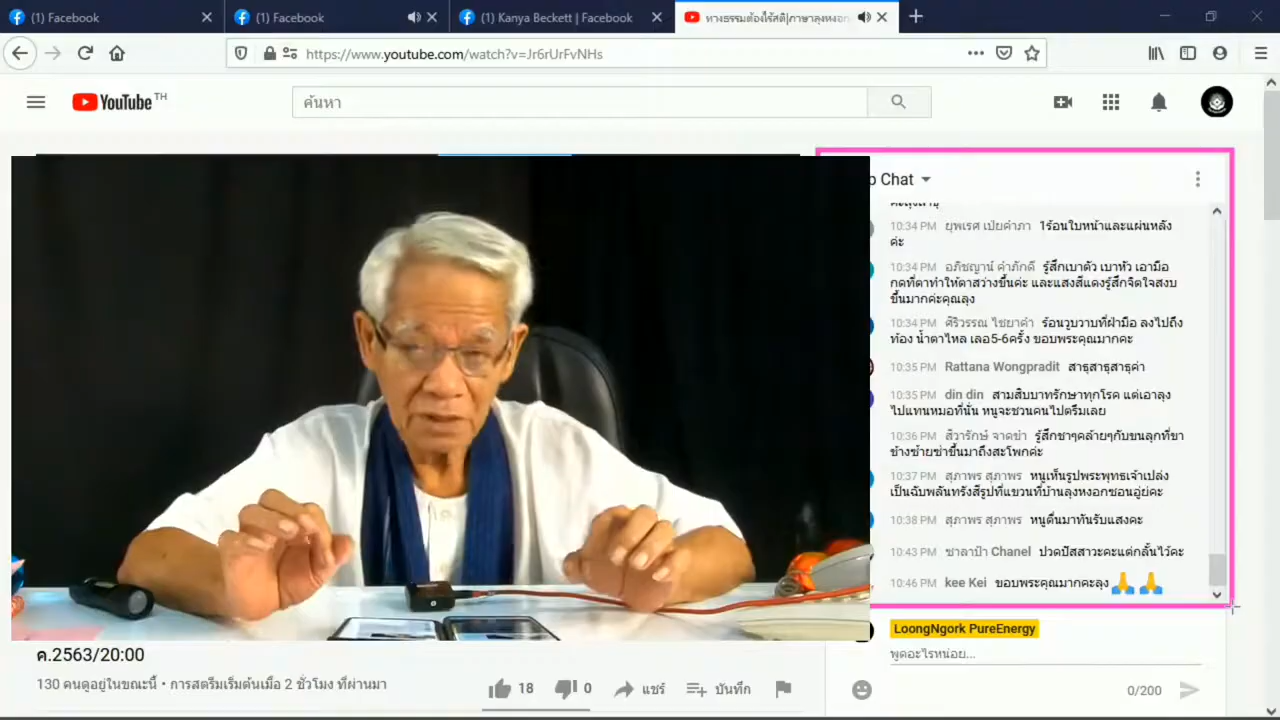 (1) Facebook
(1) Facebook
(1) Kanya Beckett | Facebook
ทางธรรมต้องไร้สติ|ภาษาลุงหงอก
https://www.youtube.com/watch?v=Jr6rUrFvNHs
YouTube TH
ค้นหา
p Chat
10:34 PM ยุพเรศ เปี่ยคำภา 1ร้อนใบหน้าและแผ่นหลัง
ค่ะ
10:34 PM อภิชญาน์ คำภักดี รู้สึกเบาตัว เบาหัว เอามือ
กดที่ตาทำให้ตาสว่างขึ้นค่ะ และแสงสีแดงรู้สึกจิตใจสงบ
ขึ้นมากค่ะคุณลุง
10:34 PM ศิริวรรณ ไชยาคำ ร้อนวูบวาบที่ฝ่ามือ ลงไปถึง
ท้อง น้ำตาไหล เลอ5-6ครั้ง ขอบพระคุณมากคะ
10:35 PM Rattana Wongpradit สาธุสาธุสาธุค่า
10:35 PM din din สามสิบบาทรักษาทุกโรค แต่เอาลุง
ไปแทนหมอที่นั่น หนูจะชวนคนไปตรึมเลย
10:36 PM สิวารักษ์ จาดขำ รู้สึกชาๆคล้ายๆกับขนลุกที่ขา
ข้างซ้ายซ่าขึ้นมาถึงสะโพกค่ะ
10:37 PM สุภาพร สุภาพร หนูเห็นรูปพระพุทธเจ้าเปล่ง
เป็นฉับพลันทรังสีรูปที่แขวนที่บ้านลุงหงอกซอนอู่ย่คะ
10:38 PM สุภาพร สุภาพร หนูตื่นมาทันรับแสงคะ
10:43 PM ชาลาป๋า Chanel ปวดปัสสาวะคะแต่กลั้นไว้คะ
10:46 PM kee Kei ขอบพระคุณมากคะลุง 🙏 🙏
LoongNgork PureEnergy
พูดอะไรหน่อย...
0/200
ค.2563/20:00
130 คนดูอยู่ในขณะนี้ • การสตรีมเริ่มต้นเมื่อ 2 ชั่วโมง ที่ผ่านมา
18 0 แชร์ บันทึก